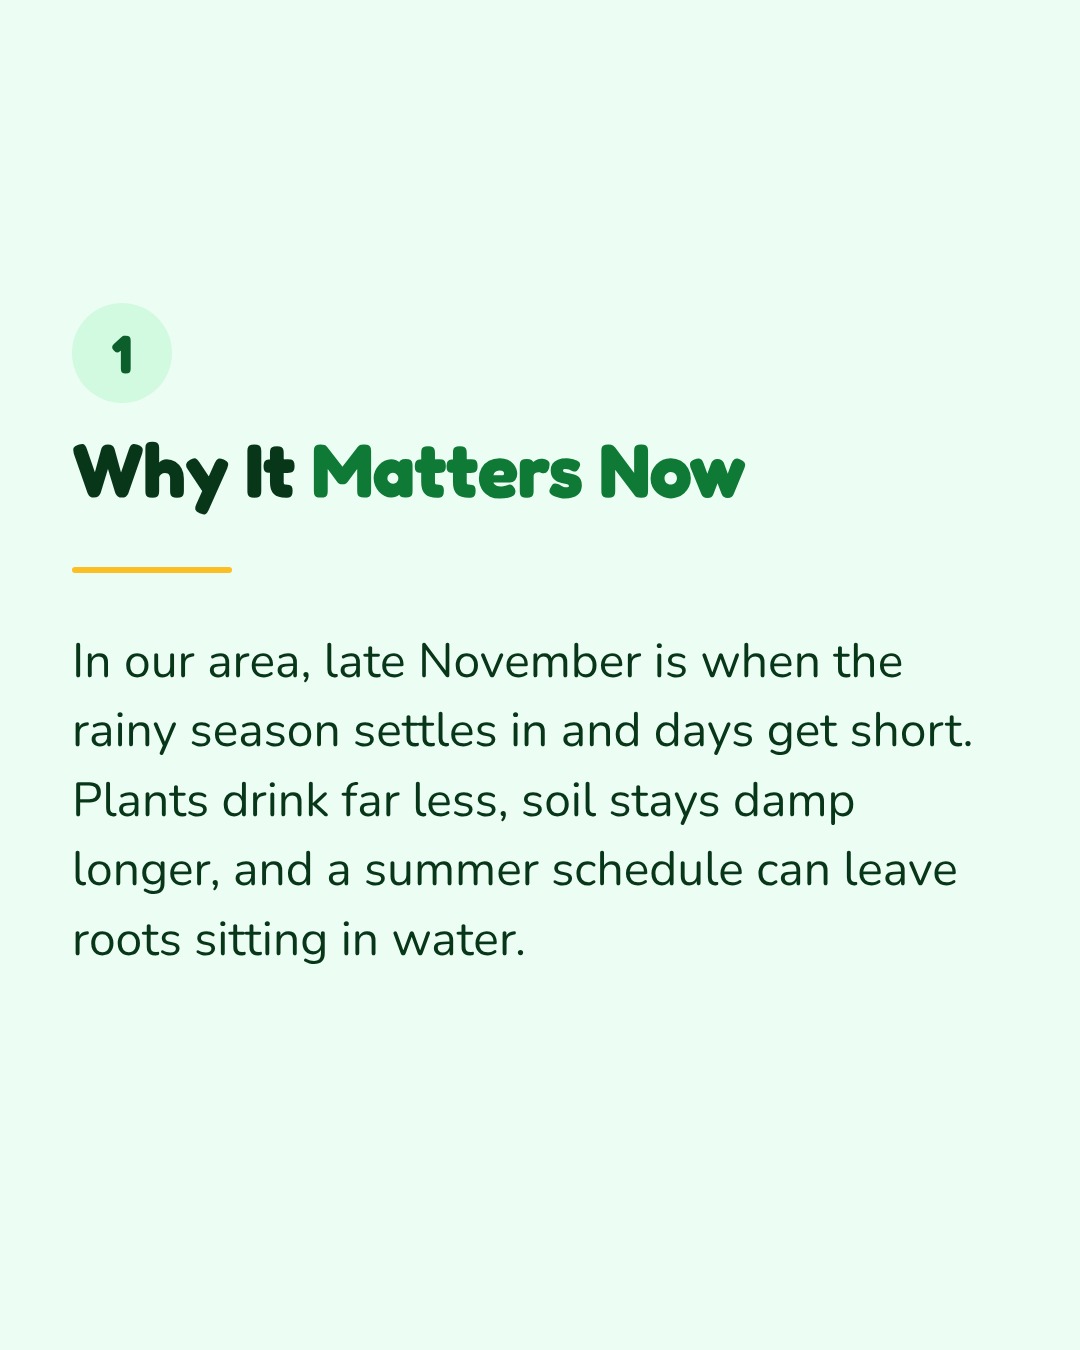 1
Why It Matters Now
In our area, late November is when the
rainy season settles in and days get short.
Plants drink far less, soil stays damp
longer, and a summer schedule can leave
roots sitting in water.